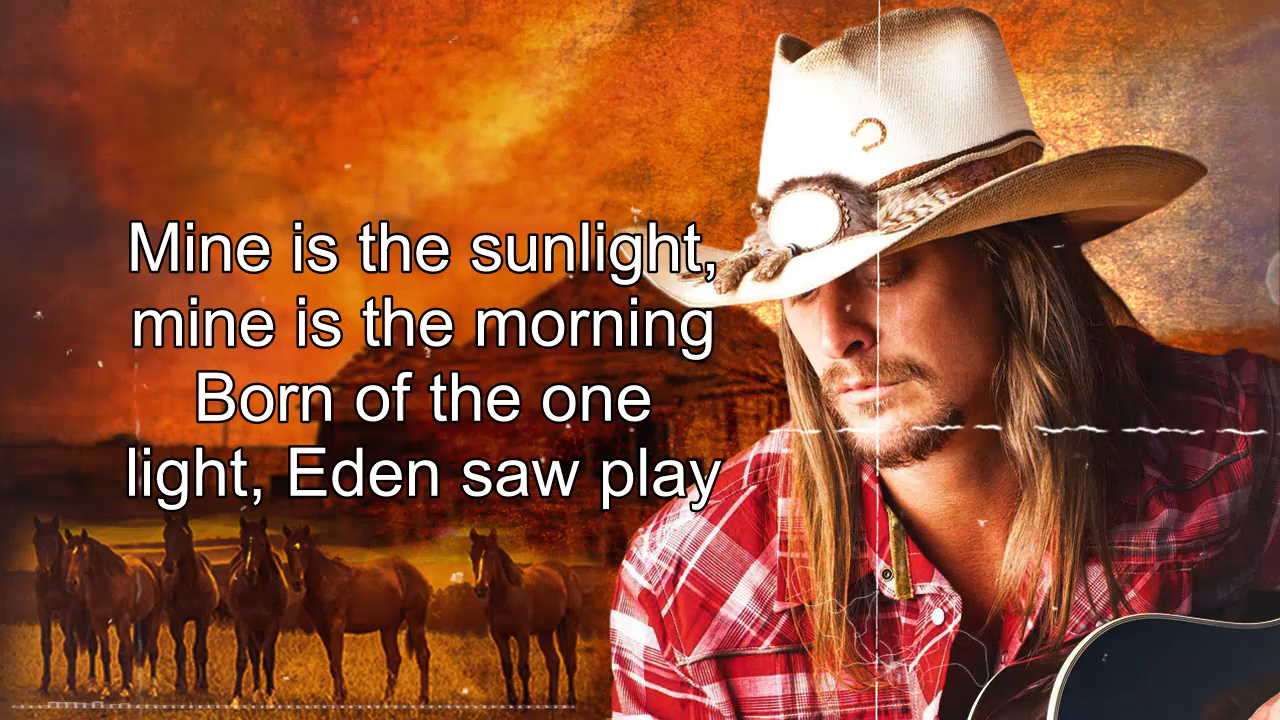 Mine is the sunlight,
mine is the morning
Born of the one
light, Eden saw play